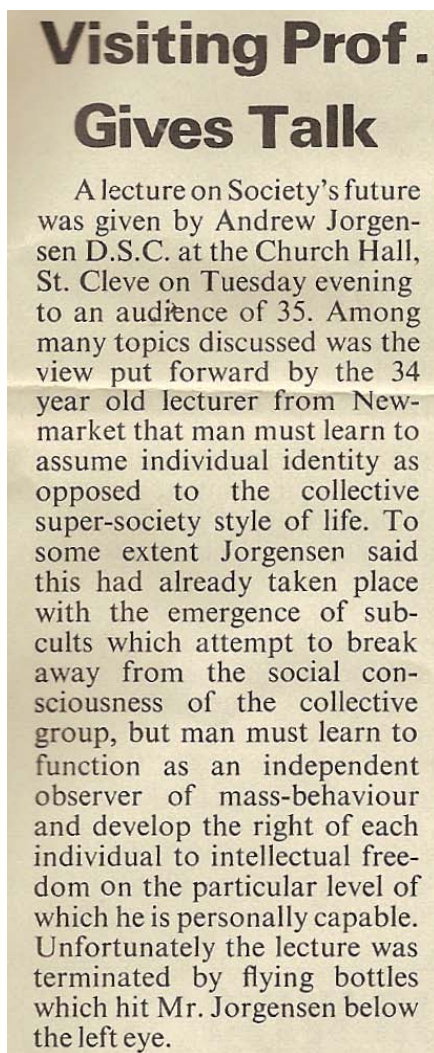 Visiting Prof.
Gives Talk
A lecture on Society's future
was given by Andrew Jorgen-
sen D.S.C. at the Church Hall,
St. Cleve on Tuesday evening
to an audience of 35. Among
many topics discussed was the
view put forward by the 34
year old lecturer from New-
market that man must learn to
assume individual identity as
opposed to the collective
super-society style of life. To
some extent Jorgensen said
this had already taken place
with the emergence of sub-
cults which attempt to break
away from the social con-
sciousness of the collective
group, but man must learn to
function as an independent
observer of mass-behaviour
and develop the right of each
individual to intellectual free-
dom on the particular level of
which he is personally capable.
Unfortunately the lecture was
terminated by flying bottles
which hit Mr. Jorgensen below
the left eye.